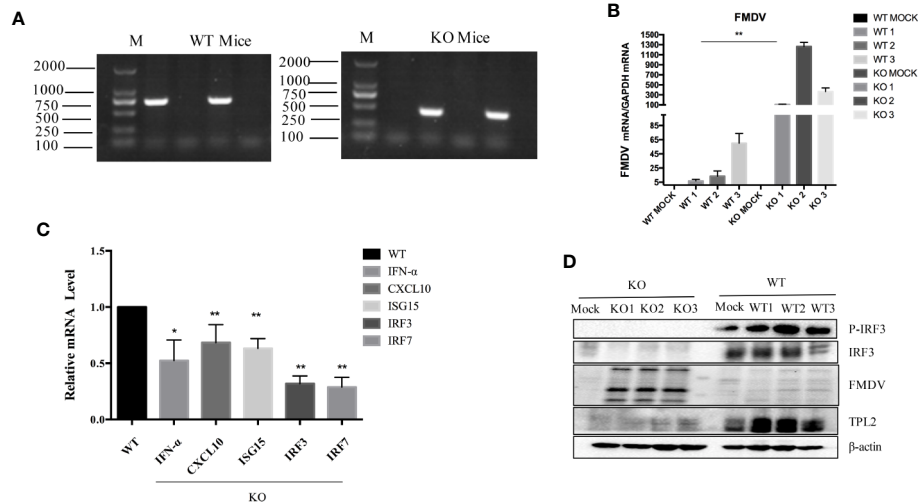 A
M WT Mice
2000
1000
750
500
250
100
M KO Mice
2000
1000
750
500
250
100
B
FMDV
**
FMDV mRNA/GAPDH mRNA
1500
1300
1100
900
700
500
300
100
85
65
45
25
5
WT MOCK
WT 1
WT 2
WT 3
KO MOCK
KO 1
KO 2
KO 3
WT MOCK
WT 1
WT 2
WT 3
KO MOCK
KO 1
KO 2
KO 3
C
Relative mRNA Level
1.5
1.0
0.5
0.0
*
**
**
**
**
WT
IFN-α
CXCL10
ISG15
IRF3
IRF7
KO
WT
IFN-α
CXCL10
ISG15
IRF3
IRF7
D
KO WT
Mock KO1 KO2 KO3 Mock WT1 WT2 WT3
P-IRF3
IRF3
FMDV
TPL2
β-actin